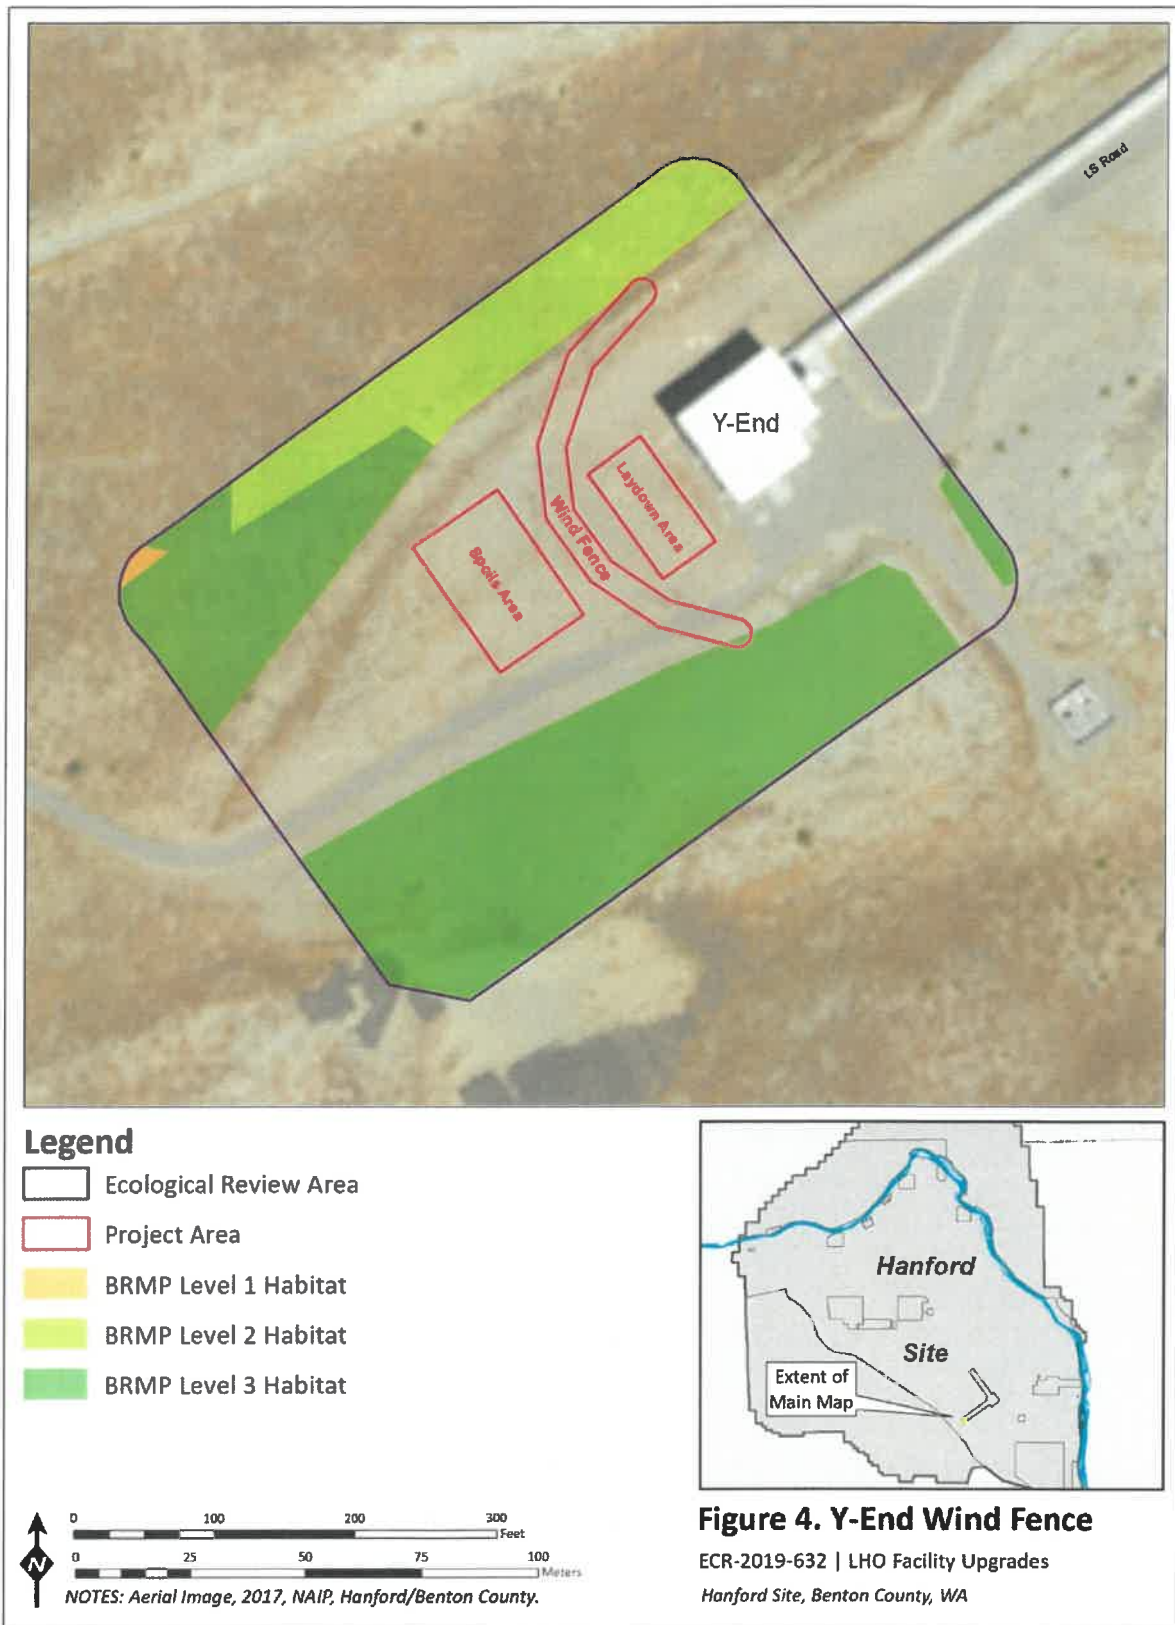 LS Road
Y-End
Laydown Area
Wind Fence
Spoils Area
Legend
Ecological Review Area
Project Area
BRMP Level 1 Habitat
BRMP Level 2 Habitat
BRMP Level 3 Habitat
Hanford
Site
Extent of
Main Map
N
0 100 200 300
Feet
0 25 50 75 100
Meters
NOTES: Aerial Image, 2017, NAIP, Hanford/Benton County.
Figure 4. Y-End Wind Fence
ECR-2019-632 | LHO Facility Upgrades
Hanford Site, Benton County, WA